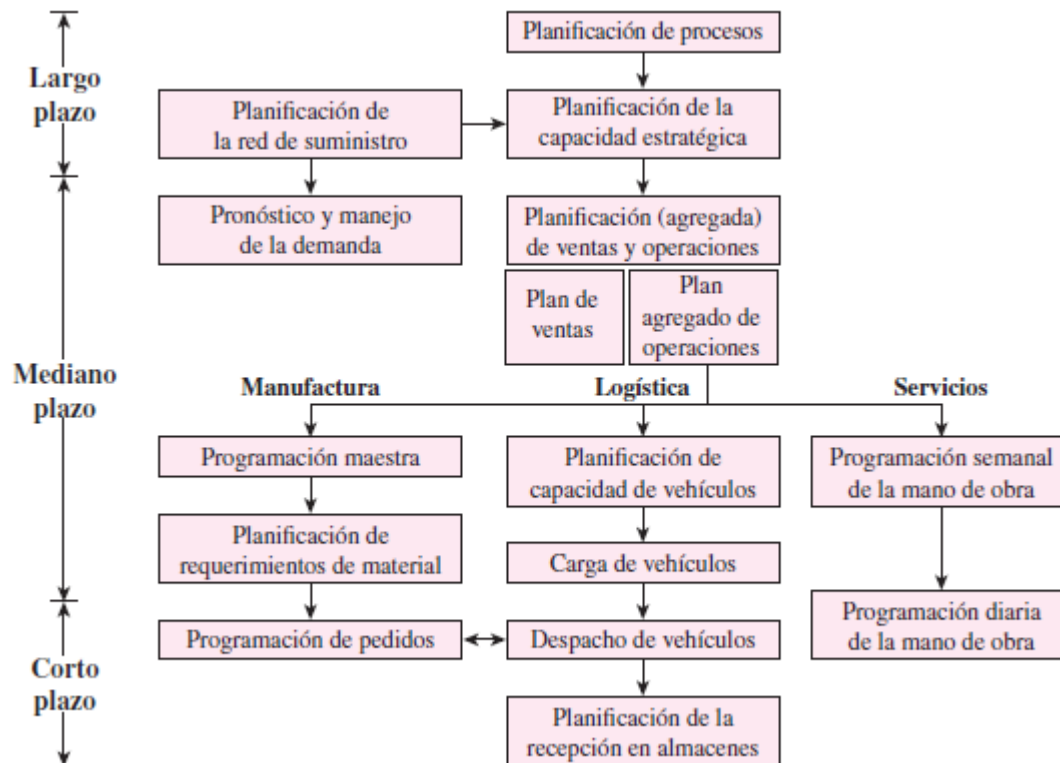 Planificación de procesos
Largo
plazo
Planificación de
la red de suministro
Planificación de la
capacidad estratégica
Pronóstico y manejo
de la demanda
Planificación (agregada)
de ventas y operaciones
Plan de
ventas
Plan
agregado de
operaciones
Mediano
plazo
Manufactura
Logística
Servicios
Programación maestra
Planificación de
capacidad de vehículos
Programación semanal
de la mano de obra
Planificación de
requerimientos de material
Carga de vehículos
Corto
plazo
Programación de pedidos
Despacho de vehículos
Programación diaria
de la mano de obra
Planificación de la
recepción en almacenes